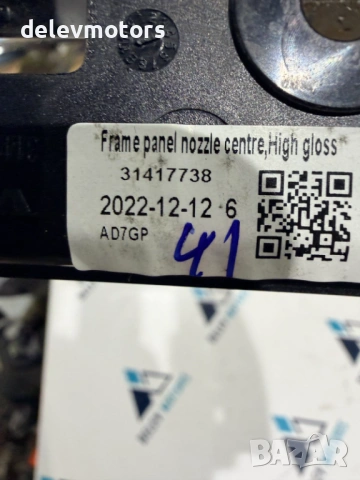 delevmotors
Frame panel nozzle centre,High gloss
31417738
2022-12-12 6
AD7GP
41
bazar